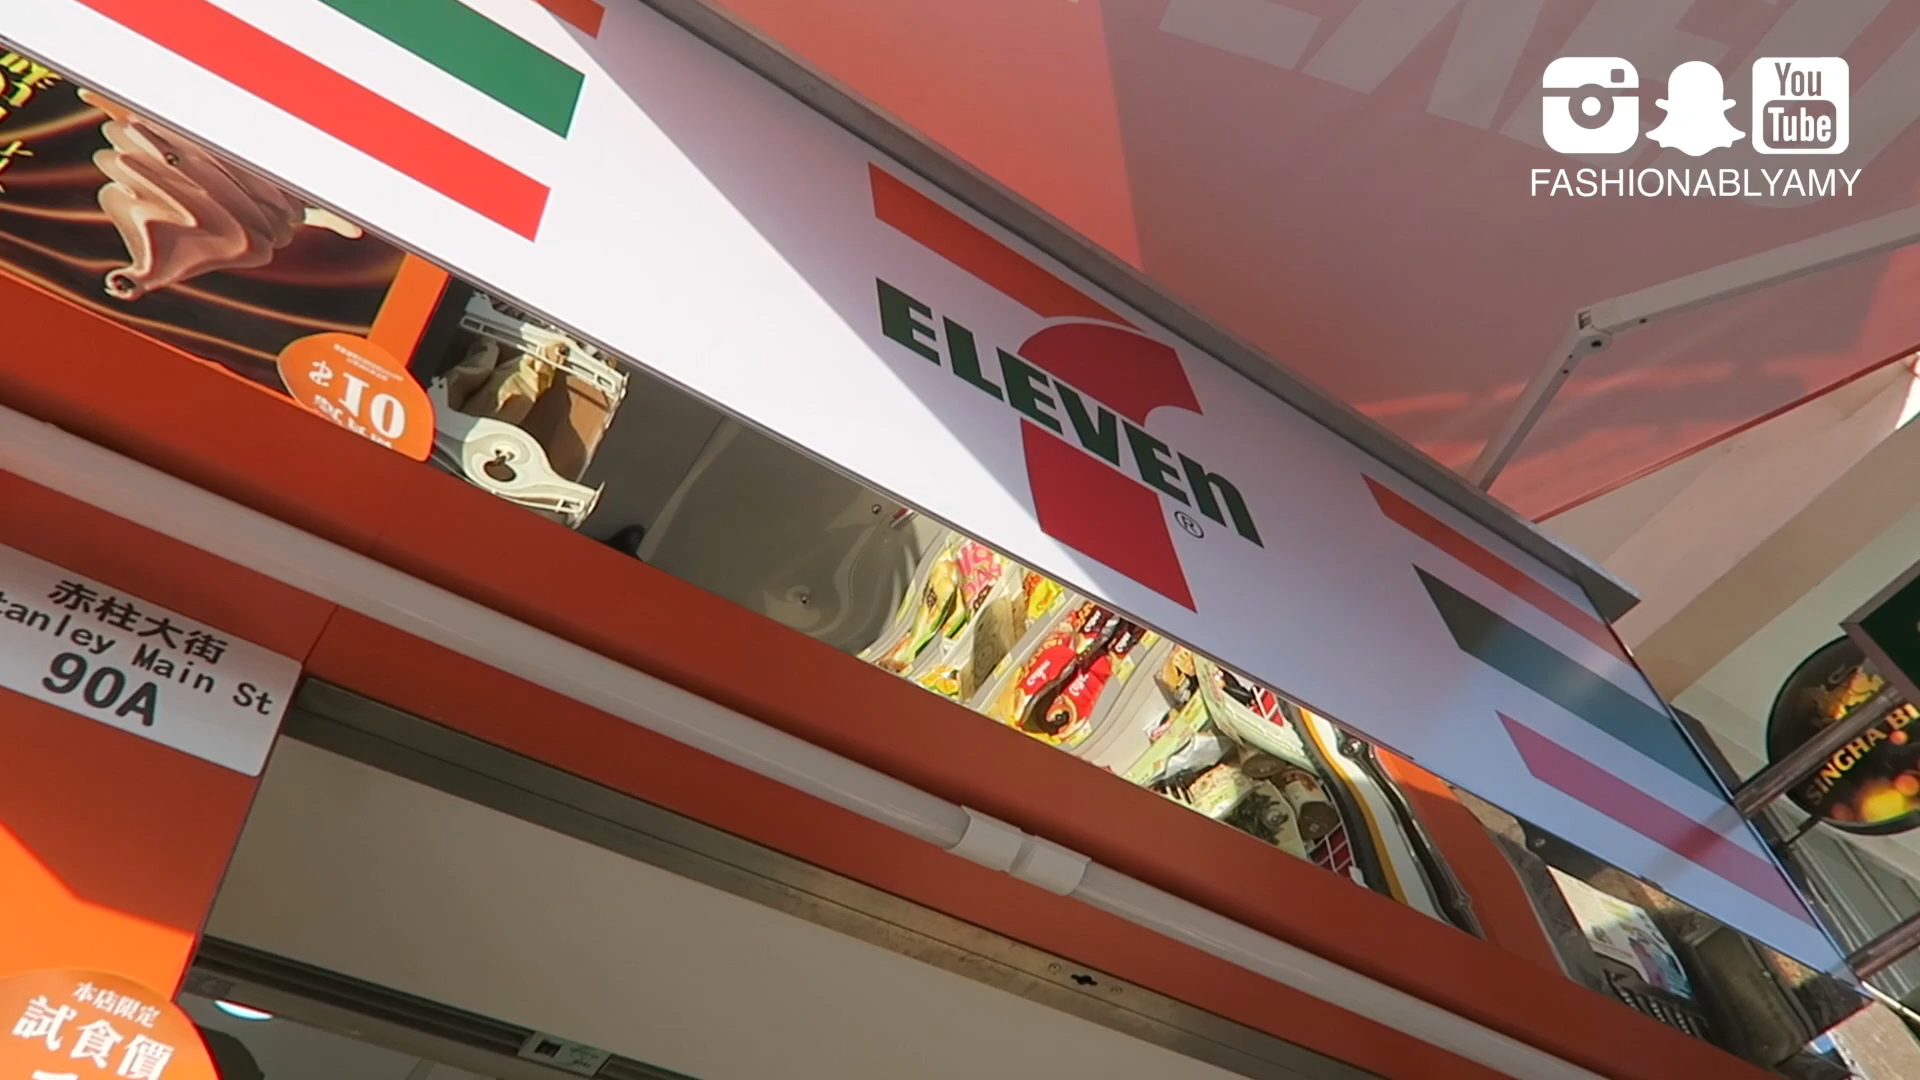 You
Tube
FASHIONABLYAMY
ELEVEn
®
$10
赤柱大街
tanley Main St
90A
SINGHA
本店限定
試食價